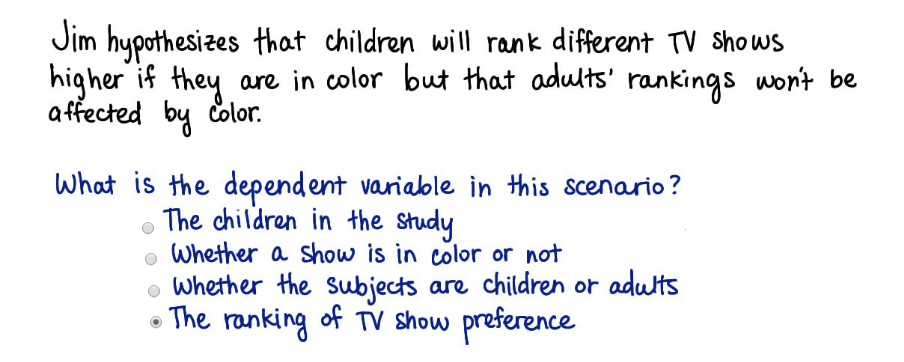 Jim hypothesizes that children will rank different TV shows
higher if they are in color but that adults' rankings won't be
affected by color.
What is the dependent variable in this scenario?
The children in the study
Whether a show is in color or not
Whether the subjects are children or adults
The ranking of TV show preference